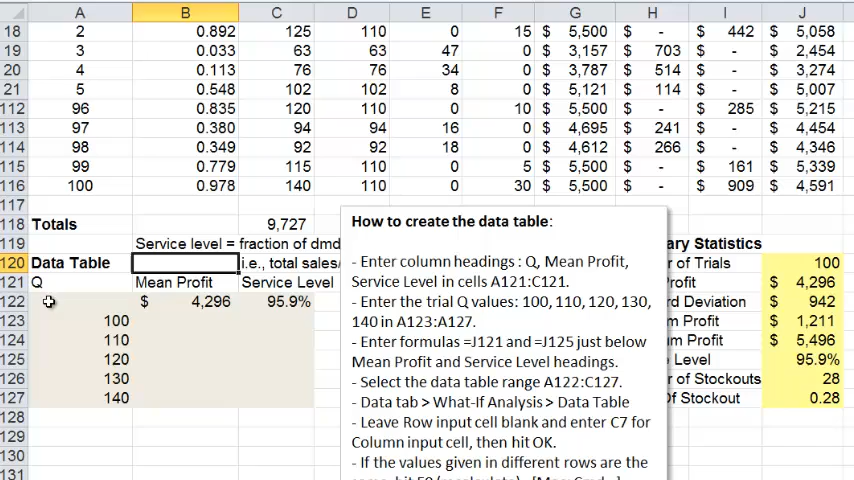 A B C D E F G H I J
18 2 0.892 125 110 0 15 $ 5,500 $ - $ 442 $ 5,058
19 3 0.033 63 63 47 0 $ 3,157 $ 703 $ - $ 2,454
20 4 0.113 76 76 34 0 $ 3,787 $ 514 $ - $ 3,274
21 5 0.548 102 102 8 0 $ 5,121 $ 114 $ - $ 5,007
112 96 0.835 120 110 0 10 $ 5,500 $ - $ 285 $ 5,215
113 97 0.380 94 94 16 0 $ 4,695 $ 241 $ - $ 4,454
114 98 0.349 92 92 18 0 $ 4,612 $ 266 $ - $ 4,346
115 99 0.779 115 110 0 5 $ 5,500 $ - $ 161 $ 5,339
116 100 0.978 140 110 0 30 $ 5,500 $ - $ 909 $ 4,591
117
118 Totals 9,727
119 Service level = fraction of dmd ry Statistics
120 Data Table i.e., total sales/ r of Trials 100
121 Q Mean Profit Service Level rofit $ 4,296
122 $ 4,296 95.9% rd Deviation $ 942
123 100 m Profit $ 1,211
124 110 m Profit $ 5,496
125 120 Level 95.9%
126 130 r of Stockouts 28
127 140 Of Stockout 0.28
128
129
130
131
How to create the data table:
- Enter column headings : Q, Mean Profit,
Service Level in cells A121:C121.
- Enter the trial Q values: 100, 110, 120, 130,
140 in A123:A127.
- Enter formulas =J121 and =J125 just below
Mean Profit and Service Level headings.
- Select the data table range A122:C127.
- Data tab > What-If Analysis > Data Table
- Leave Row input cell blank and enter C7 for
Column input cell, then hit OK.
- If the values given in different rows are the